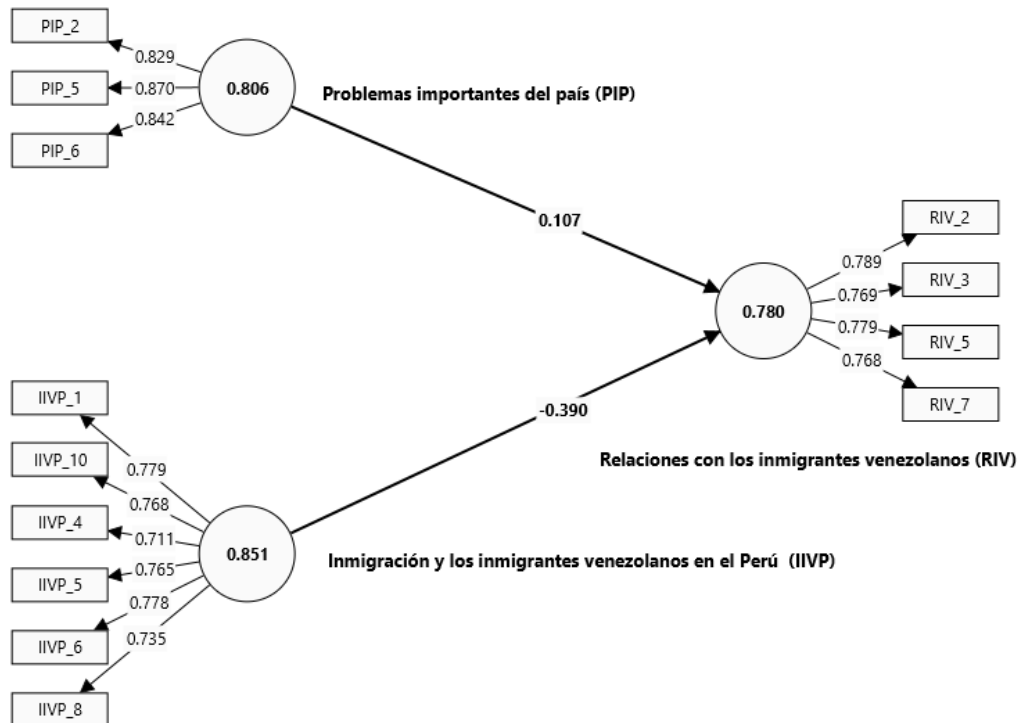 PIP_2
0.829
PIP_5
0.870
0.806
PIP_6
0.842
Problemas importantes del país (PIP)
0.107
RIV_2
0.789
RIV_3
0.769
0.780
RIV_5
0.779
RIV_7
0.768
-0.390
Relaciones con los inmigrantes venezolanos (RIV)
IIVP_1
0.779
IIVP_10
0.768
IIVP_4
0.711
0.851
IIVP_5
0.765
IIVP_6
0.778
IIVP_8
0.735
Inmigración y los inmigrantes venezolanos en el Perú (IIVP)